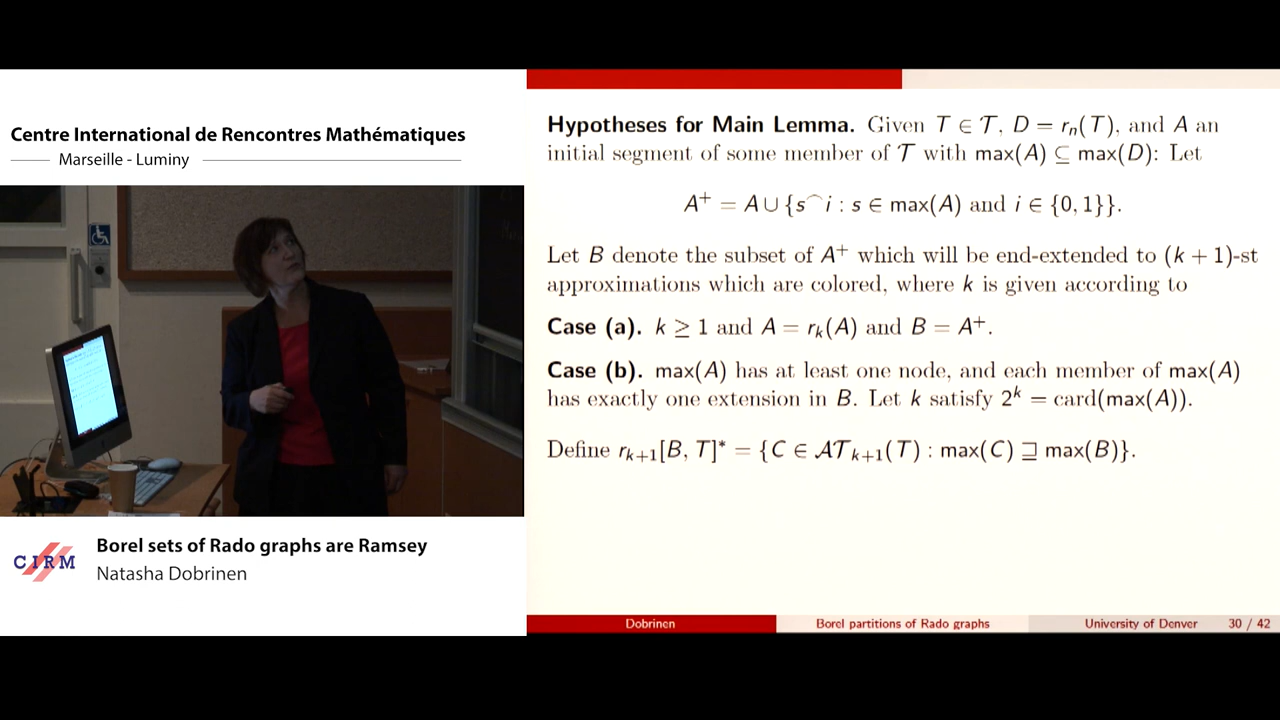 Centre International de Rencontres Mathématiques
Marseille - Luminy
CIRM
Borel sets of Rado graphs are Ramsey
Natasha Dobrinen
Hypotheses for Main Lemma. Given T ∈ 𝒯, D = rₙ(T), and A an
initial segment of some member of 𝒯 with max(A) ⊆ max(D): Let
A⁺ = A ∪ {s⌢i : s ∈ max(A) and i ∈ {0, 1}}.
Let B denote the subset of A⁺ which will be end-extended to (k + 1)-st
approximations which are colored, where k is given according to
Case (a). k ≥ 1 and A = rₖ(A) and B = A⁺.
Case (b). max(A) has at least one node, and each member of max(A)
has exactly one extension in B. Let k satisfy 2ᵏ = card(max(A)).
Define rₖ₊₁[B, T]* = {C ∈ 𝒜𝒯ₖ₊₁(T) : max(C) ⊒ max(B)}.
Dobrinen Borel partitions of Rado graphs University of Denver 30 / 42